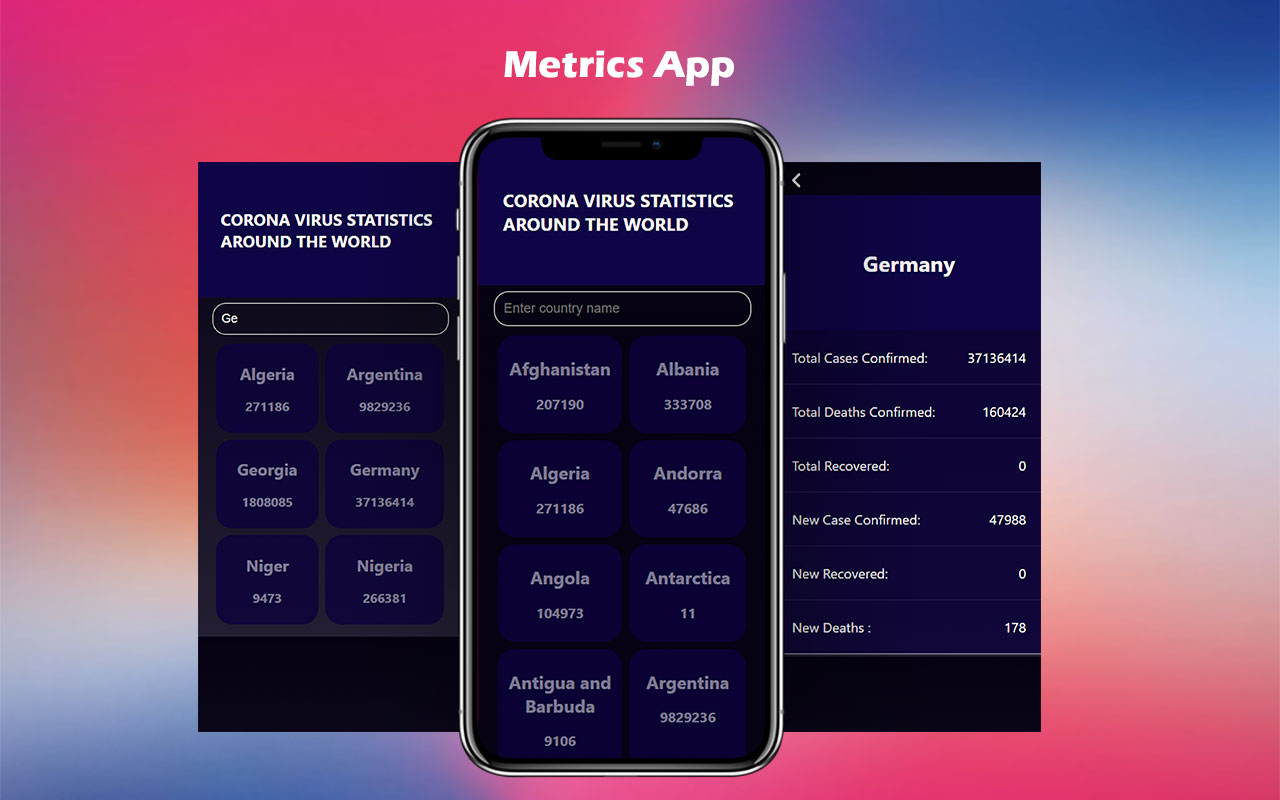 Metrics App
CORONA VIRUS STATISTICS
AROUND THE WORLD
Ge
Algeria
271186
Argentina
9829236
Georgia
1808085
Germany
37136414
Niger
9473
Nigeria
266381
CORONA VIRUS STATISTICS
AROUND THE WORLD
Enter country name
Afghanistan
207190
Albania
333708
Algeria
271186
Andorra
47686
Angola
104973
Antarctica
11
Antigua and
Barbuda
9106
Argentina
9829236
Germany
Total Cases Confirmed: 37136414
Total Deaths Confirmed: 160424
Total Recovered: 0
New Case Confirmed: 47988
New Recovered: 0
New Deaths : 178